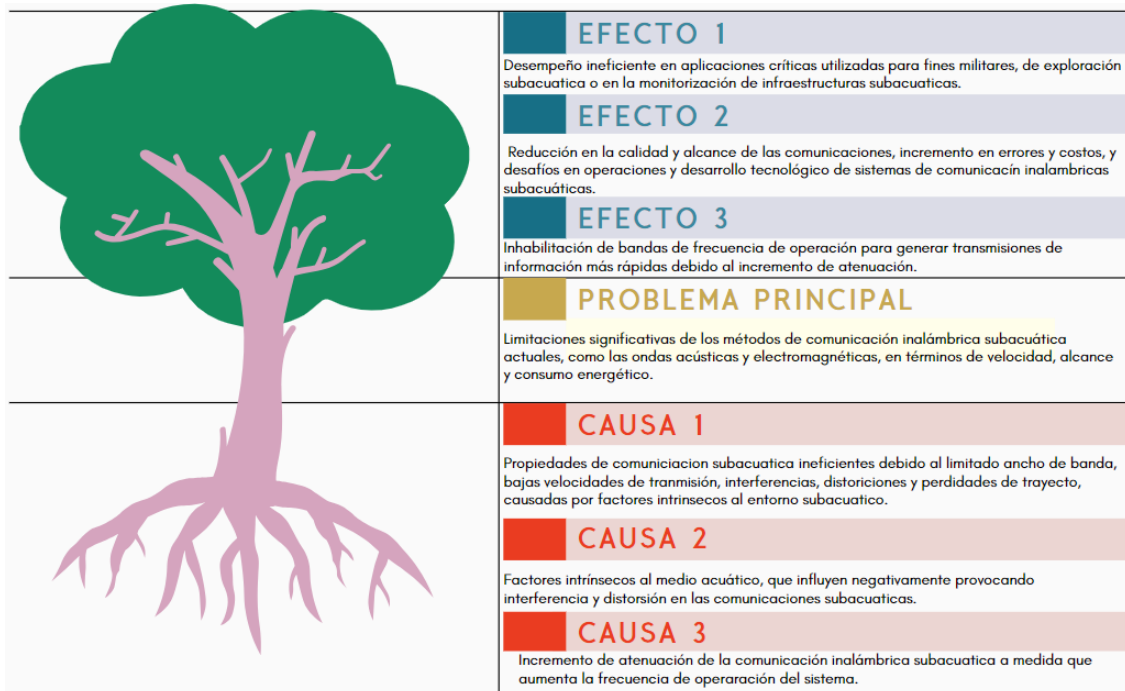 EFECTO 1
Desempeño ineficiente en aplicaciones críticas utilizadas para fines militares, de exploración
subacuatica o en la monitorización de infraestructuras subacuaticas.
EFECTO 2
Reducción en la calidad y alcance de las comunicaciones, incremento en errores y costos, y
desafíos en operaciones y desarrollo tecnológico de sistemas de comunicacín inalambricas
subacuáticas.
EFECTO 3
Inhabilitación de bandas de frecuencia de operación para generar transmisiones de
información más rápidas debido al incremento de atenuación.
PROBLEMA PRINCIPAL
Limitaciones significativas de los métodos de comunicación inalámbrica subacuática
actuales, como las ondas acústicas y electromagnéticas, en términos de velocidad, alcance
y consumo energético.
CAUSA 1
Propiedades de comuniciacion subacuatica ineficientes debido al limitado ancho de banda,
bajas velocidades de tranmisión, interferencias, distoriciones y perdidades de trayecto,
causadas por factores intrinsecos al entorno subacuatico.
CAUSA 2
Factores intrínsecos al medio acuático, que influyen negativamente provocando
interferencia y distorsión en las comunicaciones subacuaticas.
CAUSA 3
Incremento de atenuación de la comunicación inalámbrica subacuatica a medida que
aumenta la frecuencia de operaración del sistema.